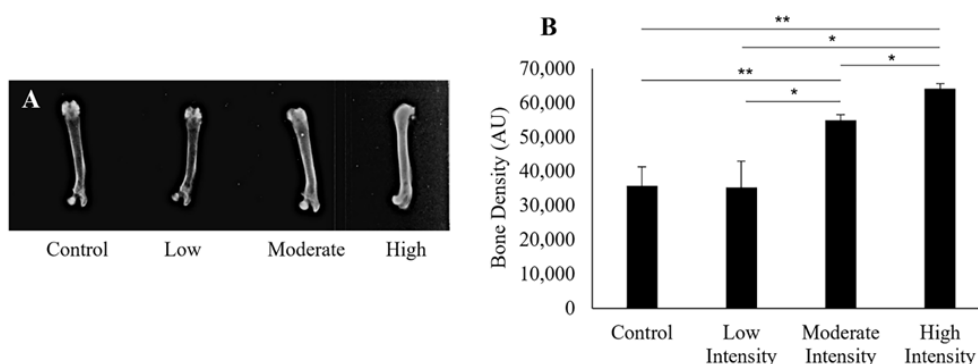 A
Control Low Moderate High
B
**
*
** *
*
70,000
60,000
50,000
40,000
30,000
20,000
10,000
0
Bone Density (AU)
Control Low Moderate High
Intensity Intensity Intensity